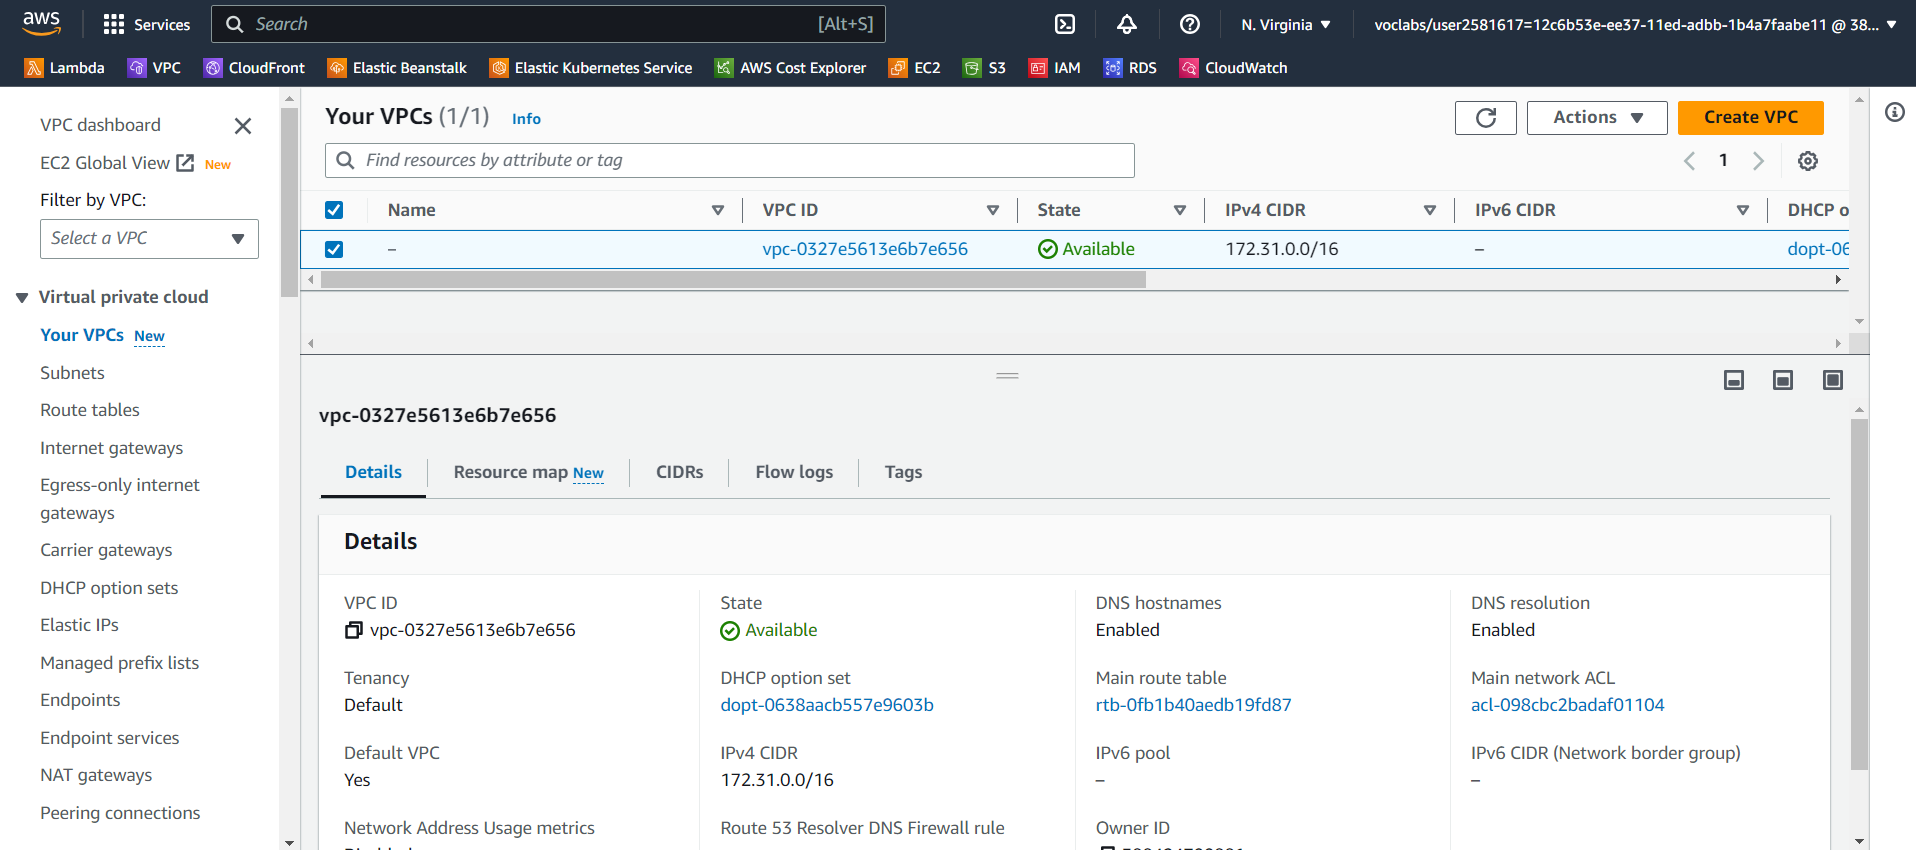 aws
Services
Search
[Alt+S]
N. Virginia
voclabs/user2581617=12c6b53e-ee37-11ed-adbb-1b4a7faabe11 @ 38...
Lambda
VPC
CloudFront
Elastic Beanstalk
Elastic Kubernetes Service
AWS Cost Explorer
EC2
S3
IAM
RDS
CloudWatch
VPC dashboard
EC2 Global View New
Filter by VPC:
Select a VPC
Virtual private cloud
Your VPCs New
Subnets
Route tables
Internet gateways
Egress-only internet
gateways
Carrier gateways
DHCP option sets
Elastic IPs
Managed prefix lists
Endpoints
Endpoint services
NAT gateways
Peering connections
Your VPCs (1/1) Info
Actions
Create VPC
Find resources by attribute or tag
1
Name VPC ID State IPv4 CIDR IPv6 CIDR DHCP o
– vpc-0327e5613e6b7e656 Available 172.31.0.0/16 – dopt-06
vpc-0327e5613e6b7e656
Details Resource map New CIDRs Flow logs Tags
Details
VPC ID
vpc-0327e5613e6b7e656
State
Available
DNS hostnames
Enabled
DNS resolution
Enabled
Tenancy
Default
DHCP option set
dopt-0638aacb557e9603b
Main route table
rtb-0fb1b40aedb19fd87
Main network ACL
acl-098cbc2badaf01104
Default VPC
Yes
IPv4 CIDR
172.31.0.0/16
IPv6 pool
–
IPv6 CIDR (Network border group)
–
Network Address Usage metrics
Route 53 Resolver DNS Firewall rule
Owner ID